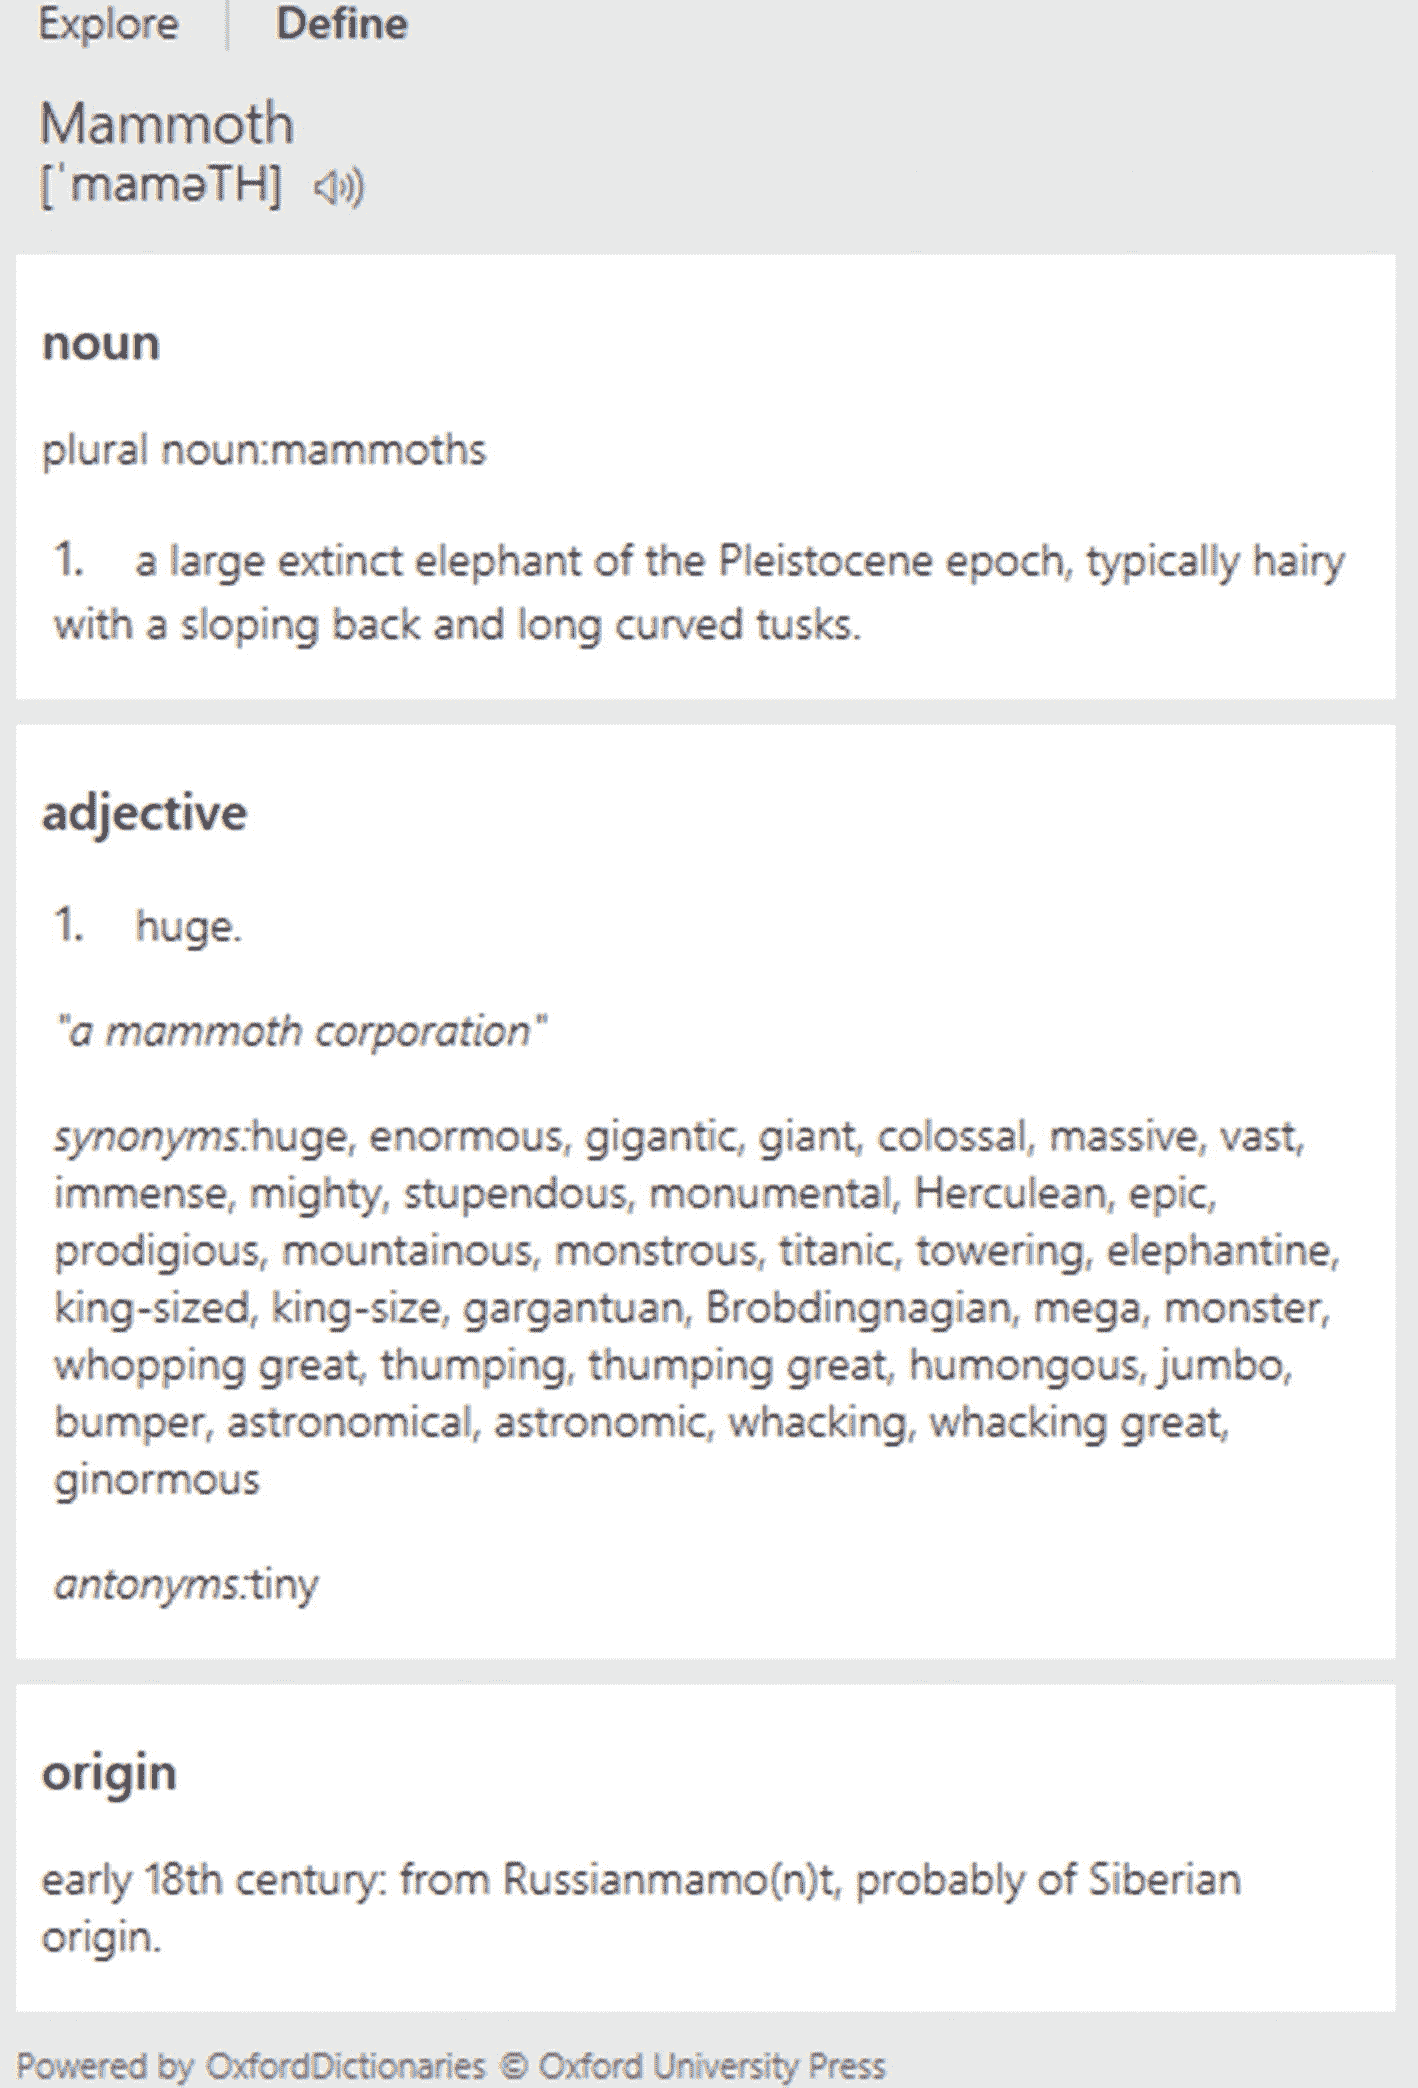 Explore | Define
Mammoth
[ˈmaməTH]
noun
plural noun:mammoths
1. a large extinct elephant of the Pleistocene epoch, typically hairy
with a sloping back and long curved tusks.
adjective
1. huge.
"a mammoth corporation"
synonyms:huge, enormous, gigantic, giant, colossal, massive, vast,
immense, mighty, stupendous, monumental, Herculean, epic,
prodigious, mountainous, monstrous, titanic, towering, elephantine,
king-sized, king-size, gargantuan, Brobdingnagian, mega, monster,
whopping great, thumping, thumping great, humongous, jumbo,
bumper, astronomical, astronomic, whacking, whacking great,
ginormous
antonyms:tiny
origin
early 18th century: from Russianmamo(n)t, probably of Siberian
origin.
Powered by OxfordDictionaries © Oxford University Press